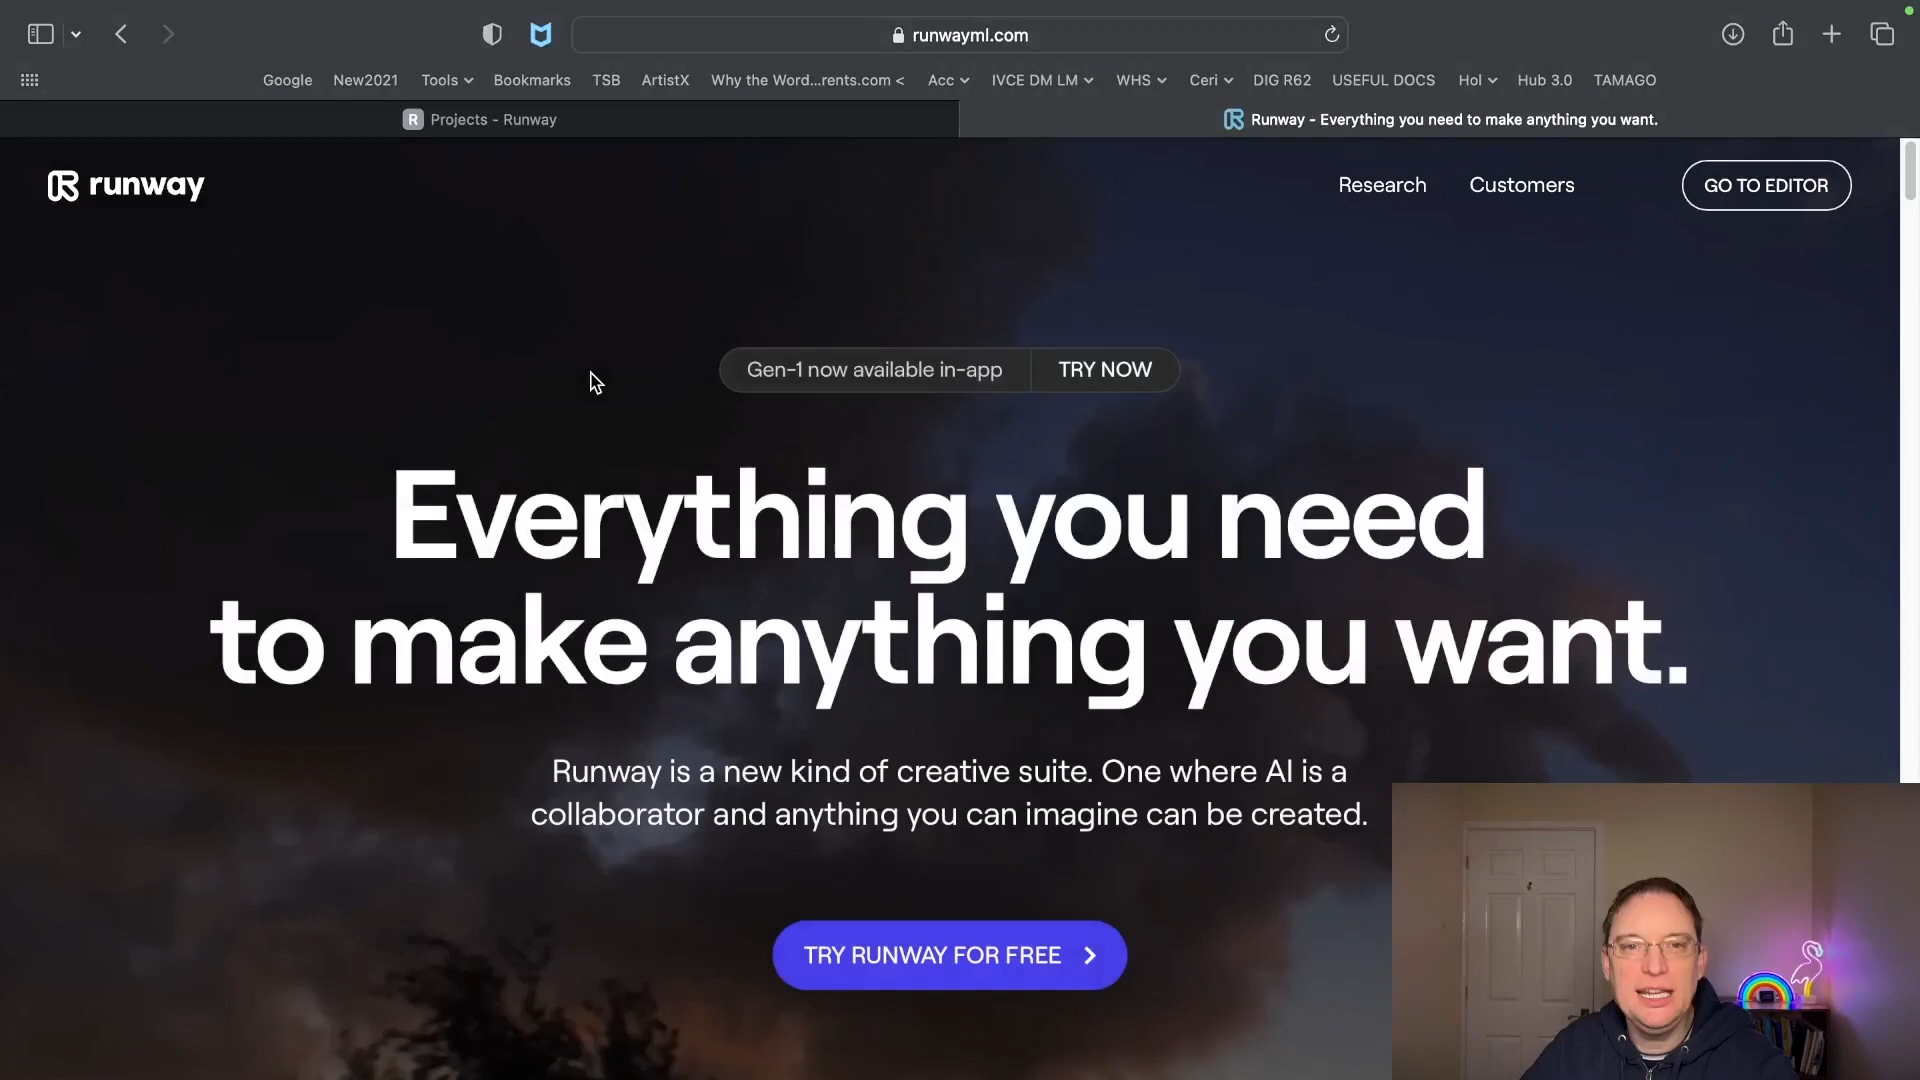 runwayml.com
Google New2021 Tools Bookmarks TSB ArtistX Why the Word...rents.com < Acc IVCE DM LM WHS Ceri DIG R62 USEFUL DOCS Hol Hub 3.0 TAMAGO
R Projects - Runway
Runway - Everything you need to make anything you want.
runway
Research Customers GO TO EDITOR
Gen-1 now available in-app TRY NOW
Everything you need
to make anything you want.
Runway is a new kind of creative suite. One where AI is a
collaborator and anything you can imagine can be created.
TRY RUNWAY FOR FREE